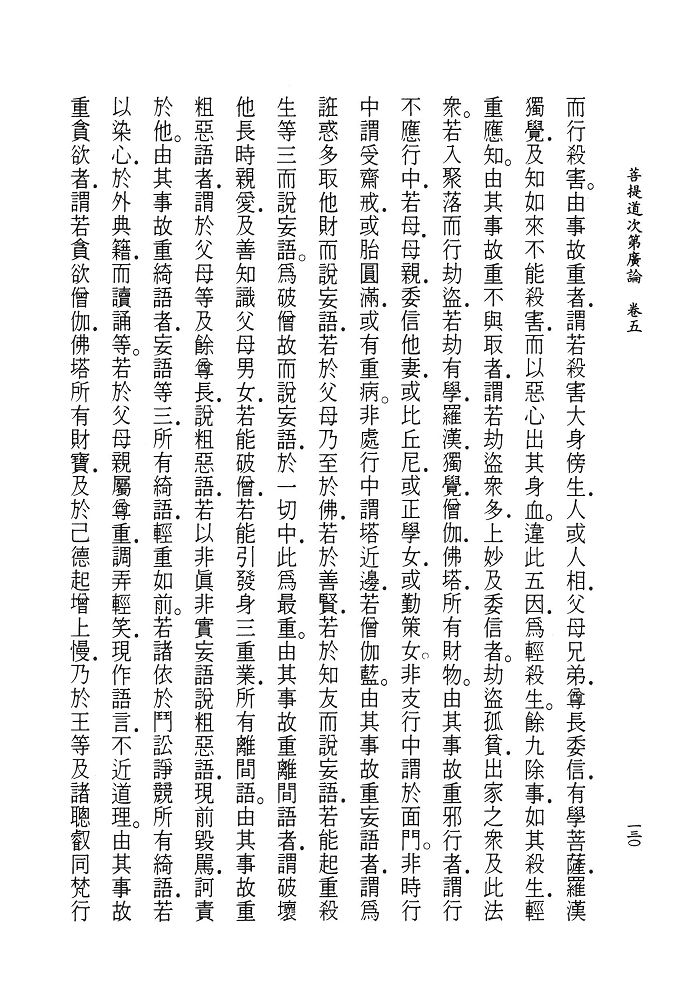 菩提道次第廣論　卷五
一三〇
而行殺害。由事故重者，謂若殺害大身傍生，人或人相，父母兄弟，尊長委信，有學菩薩，羅漢
獨覺，及知如來不能殺害，而以惡心出其身血。違此五因，為輕殺生。餘九除事，如其殺生，輕
重應知。由其事故重不與取者，謂若劫盜眾多，上妙及委信者。劫盜孤貧，出家之眾及此法
眾。若入聚落而行劫盜，若劫有學，羅漢，獨覺，僧伽，佛塔，所有財物。由其事故重邪行者，謂行
不應行中，若母，母親，委信他妻，或比丘尼，或正學女，或勤策女。非支行中謂於面門。非時行
中謂受齋戒，或胎圓滿，或有重病。非處行中謂塔近邊，若僧伽藍。由其事故重妄語者，謂為
誑惑多取他財而說妄語，若於父母乃至於佛，若於善賢，若於知友而說妄語，若能起重殺
生等三而說妄語。為破僧故而說妄語，於一切中，此為最重。由其事故重離間語者，謂破壞
他長時親愛，及善知識父母男女，若能破僧，若能引發身三重業，所有離間語。由其事故重
粗惡語者，謂於父母等及餘尊長，說粗惡語，若以非眞非實妄語說粗惡語，現前毀罵，訶責
於他。由其事故重綺語者，妄語等三，所有綺語，輕重如前。若諸依於鬥訟諍競所有綺語，若
以染心，於外典籍，而讀誦等。若於父母親屬尊重，調弄輕笑，現作語言，不近道理。由其事故
重貪欲者，謂若貪欲僧伽，佛塔所有財寶，及於己德起增上慢，乃於王等及諸聰叡同梵行